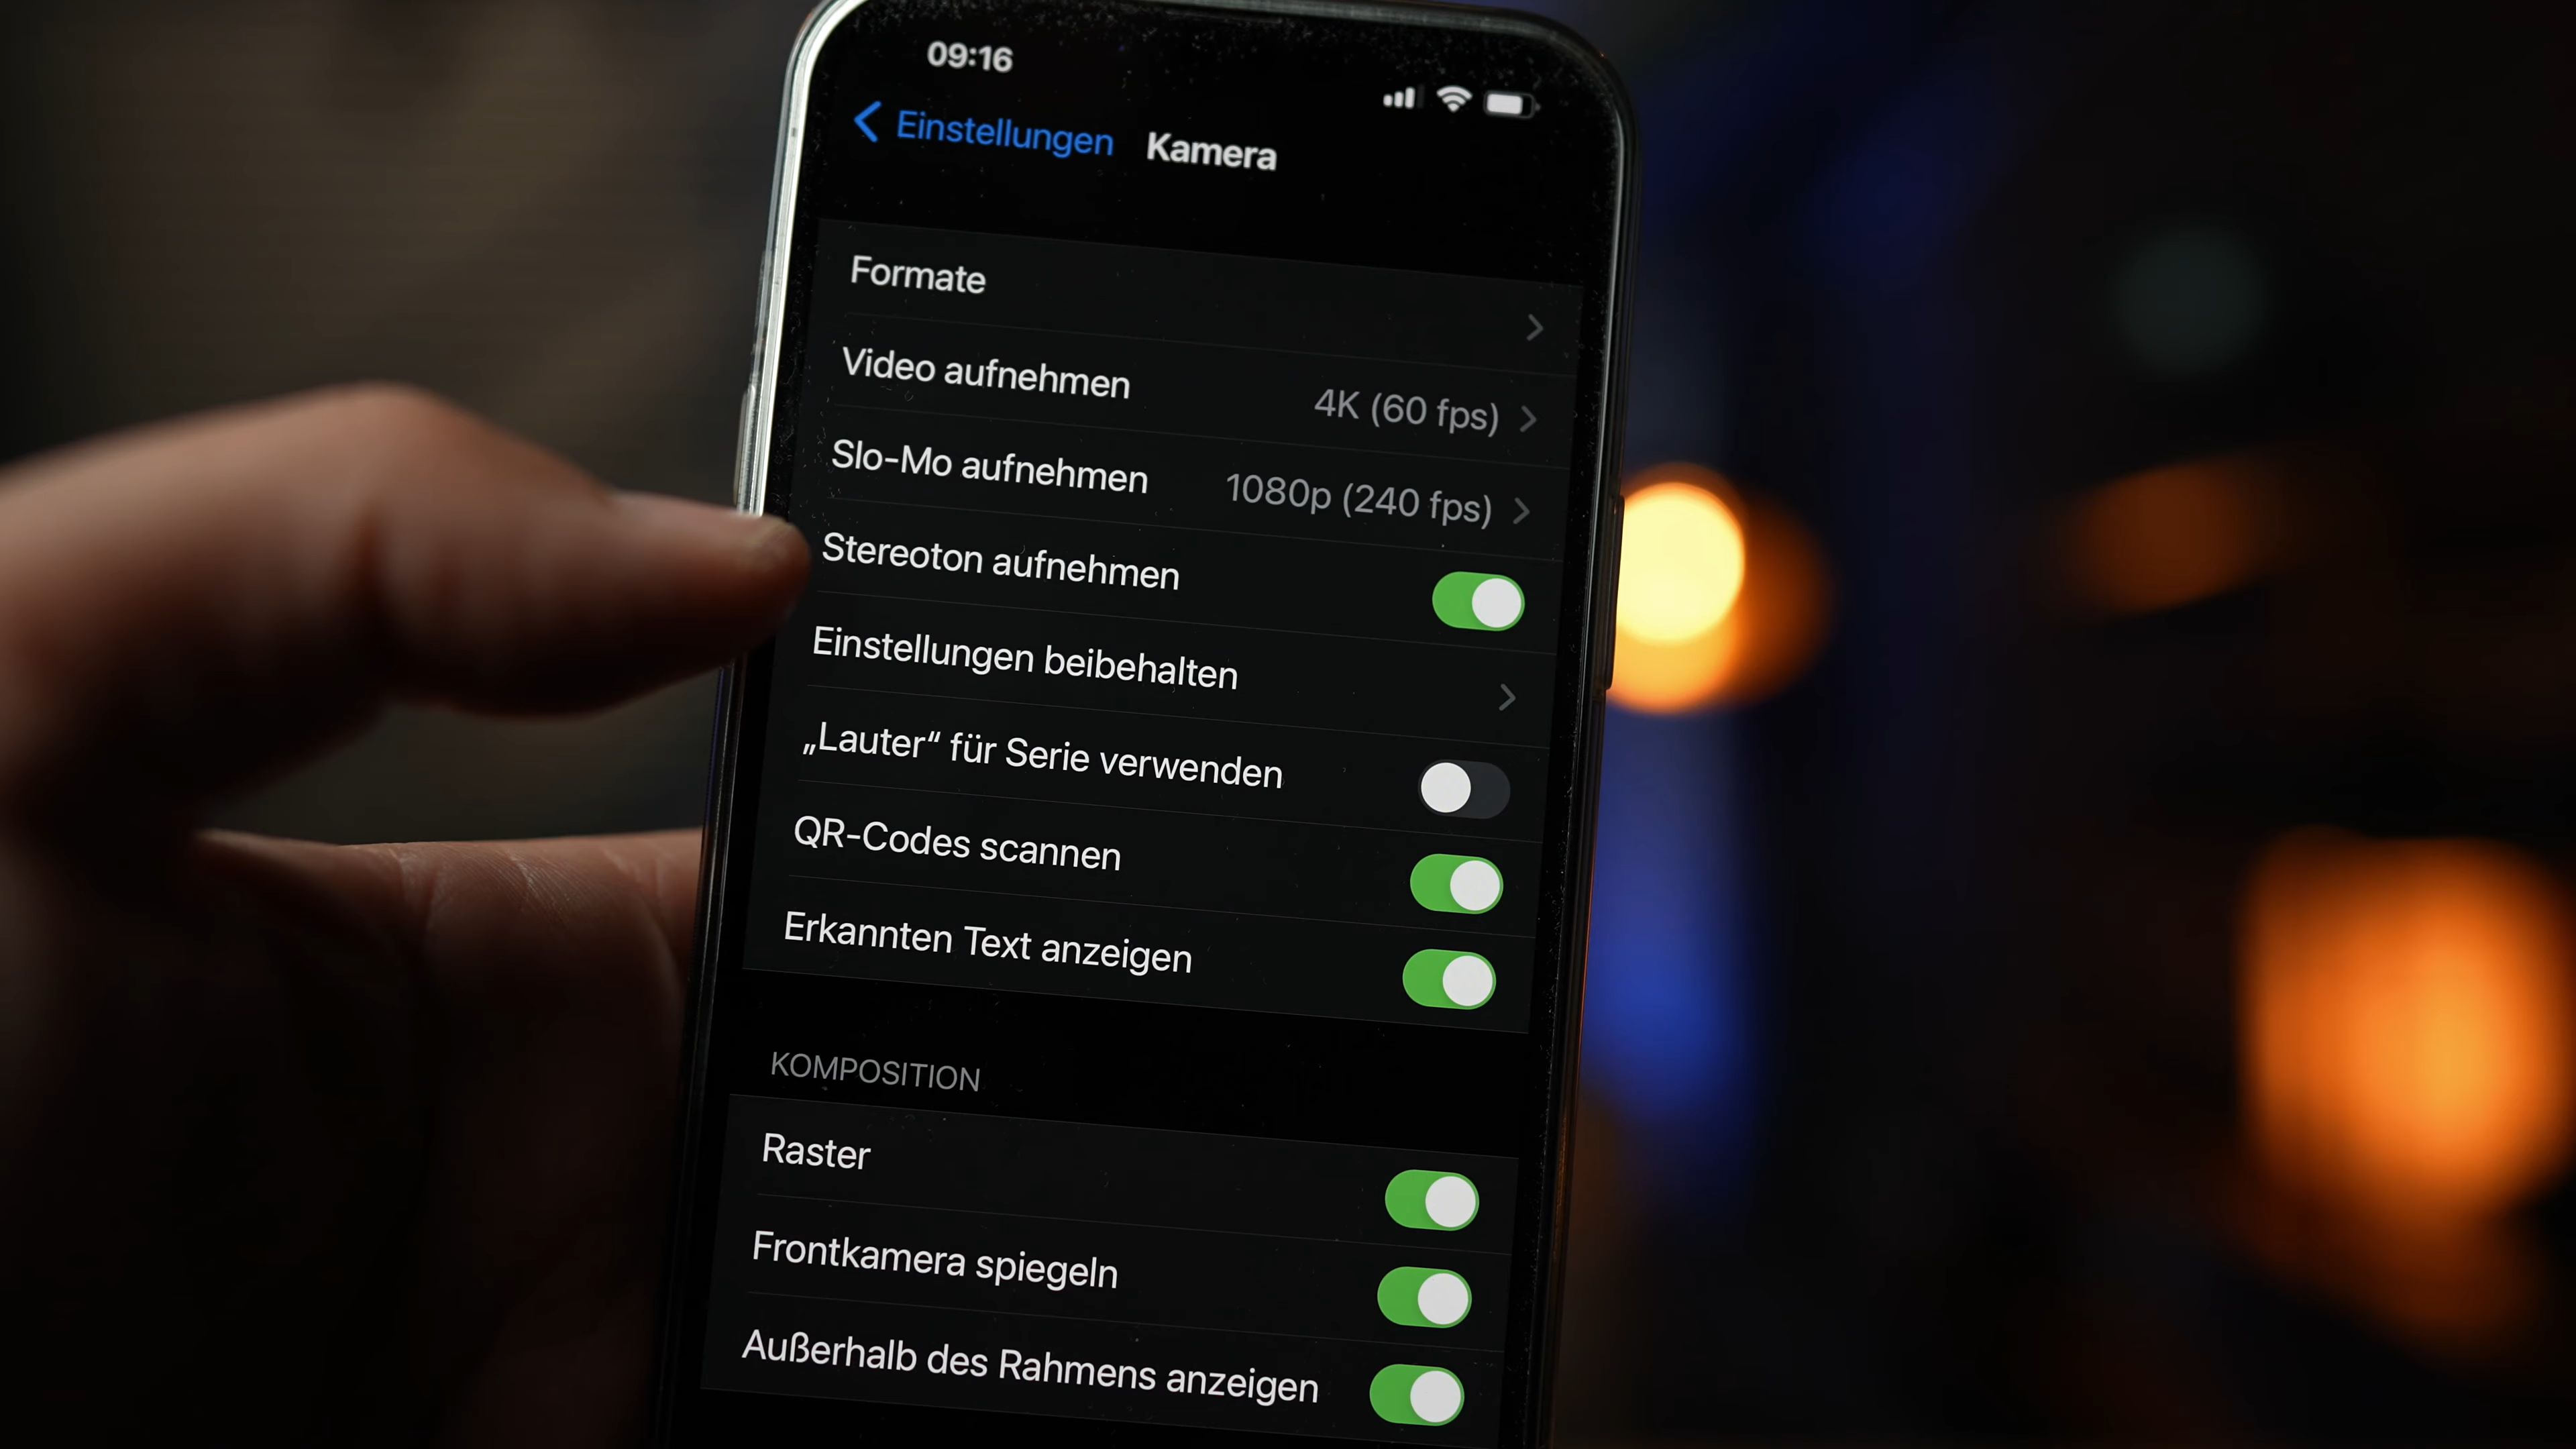 09:16
Einstellungen Kamera
Formate
Video aufnehmen 4K (60 fps)
Slo-Mo aufnehmen 1080p (240 fps)
Stereoton aufnehmen
Einstellungen beibehalten
„Lauter“ für Serie verwenden
QR-Codes scannen
Erkannten Text anzeigen
KOMPOSITION
Raster
Frontkamera spiegeln
Außerhalb des Rahmens anzeigen